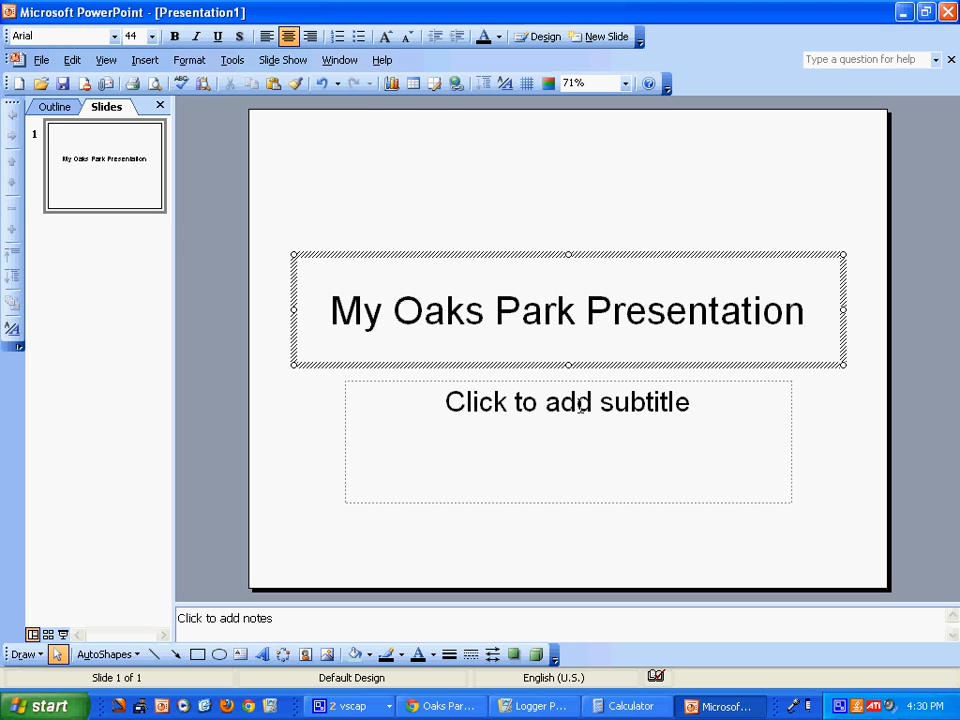 Microsoft PowerPoint - [Presentation1]
Arial 44 B I U S A A A Design New Slide
File Edit View Insert Format Tools Slide Show Window Help Type a question for help
71%
Outline Slides
1
My Oaks Park Presentation
My Oaks Park Presentation
Click to add subtitle
Click to add notes
Draw AutoShapes A
Slide 1 of 1 Default Design English (U.S.)
start 2 vscap Oaks Par... Logger P... Calculator Microsof... ATI 4:30 PM